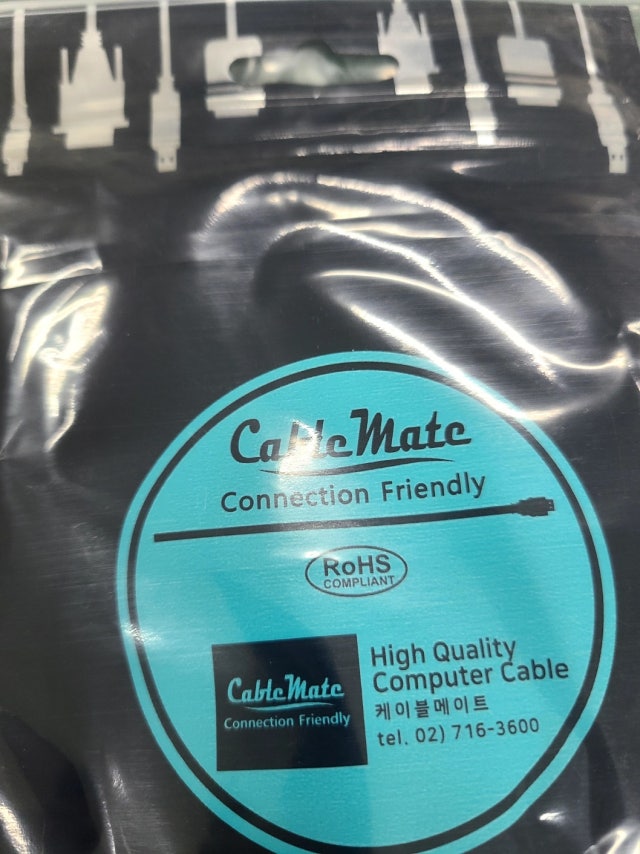 CableMate
Connection Friendly
RoHS
COMPLIANT
CableMate
Connection Friendly
High Quality
Computer Cable
케이블메이트
tel. 02) 716-3600